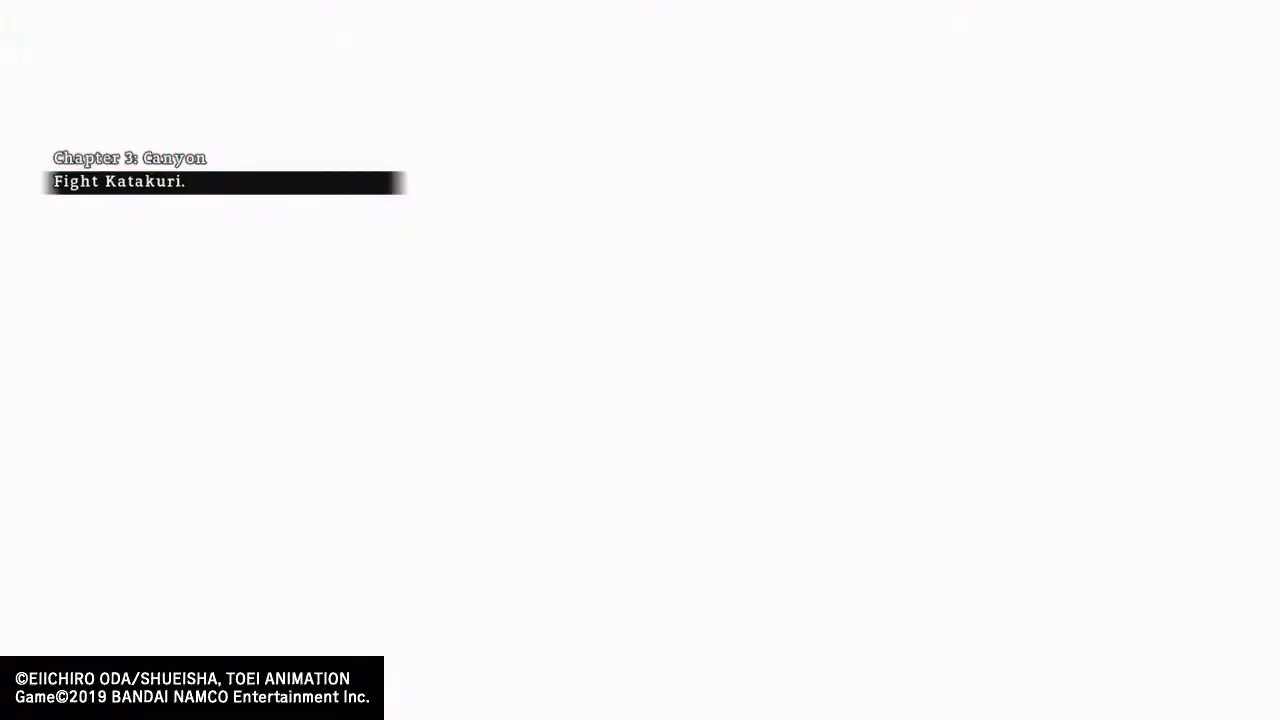 Chapter 3: Canyon
Fight Katakuri.
©EIICHIRO ODA/SHUEISHA, TOEI ANIMATION
Game©2019 BANDAI NAMCO Entertainment Inc.